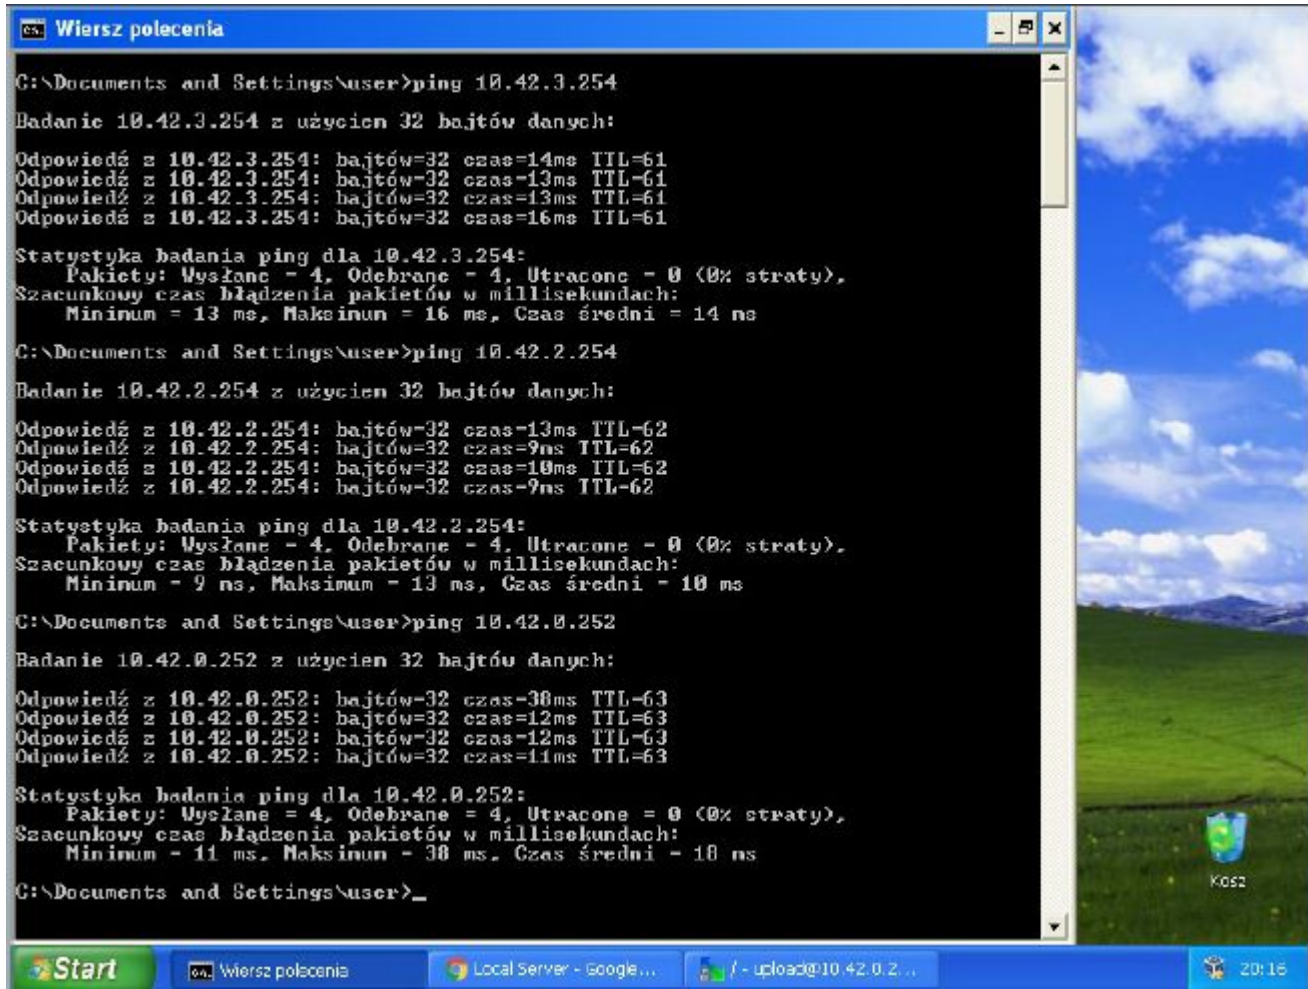 Wiersz polecenia
C:\Documents and Settings\user>ping 10.42.3.254
Badanie 10.42.3.254 z użyciem 32 bajtów danych:
Odpowiedź z 10.42.3.254: bajtów=32 czas=14ms TTL=61
Odpowiedź z 10.42.3.254: bajtów=32 czas=13ms TTL=61
Odpowiedź z 10.42.3.254: bajtów=32 czas=13ms TTL=61
Odpowiedź z 10.42.3.254: bajtów=32 czas=16ms TTL=61
Statystyka badania ping dla 10.42.3.254:
Pakiety: Wysłane = 4, Odebrane = 4, Utracone = 0 (0% straty),
Szacunkowy czas błądzenia pakietów w millisekundach:
Minimum = 13 ms, Maksimum = 16 ms, Czas średni = 14 ms
C:\Documents and Settings\user>ping 10.42.2.254
Badanie 10.42.2.254 z użyciem 32 bajtów danych:
Odpowiedź z 10.42.2.254: bajtów=32 czas=13ms TTL=62
Odpowiedź z 10.42.2.254: bajtów=32 czas=9ms TTL=62
Odpowiedź z 10.42.2.254: bajtów=32 czas=10ms TTL=62
Odpowiedź z 10.42.2.254: bajtów=32 czas=9ms TTL=62
Statystyka badania ping dla 10.42.2.254:
Pakiety: Wysłane = 4, Odebrane = 4, Utracone = 0 (0% straty),
Szacunkowy czas błądzenia pakietów w millisekundach:
Minimum = 9 ms, Maksimum = 13 ms, Czas średni = 10 ms
C:\Documents and Settings\user>ping 10.42.0.252
Badanie 10.42.0.252 z użyciem 32 bajtów danych:
Odpowiedź z 10.42.0.252: bajtów=32 czas=38ms TTL=63
Odpowiedź z 10.42.0.252: bajtów=32 czas=12ms TTL=63
Odpowiedź z 10.42.0.252: bajtów=32 czas=12ms TTL=63
Odpowiedź z 10.42.0.252: bajtów=32 czas=11ms TTL=63
Statystyka badania ping dla 10.42.0.252:
Pakiety: Wysłane = 4, Odebrane = 4, Utracone = 0 (0% straty),
Szacunkowy czas błądzenia pakietów w millisekundach:
Minimum = 11 ms, Maksimum = 38 ms, Czas średni = 18 ms
C:\Documents and Settings\user>_
Kosz
Start Wiersz polecenia Local Server - Google... / - upload@10.42.0.2... 20:16